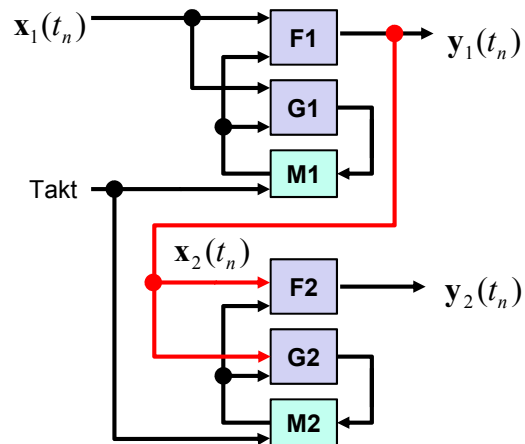 x₁(tₙ)
F1
y₁(tₙ)
G1
M1
Takt
x₂(tₙ)
F2
y₂(tₙ)
G2
M2